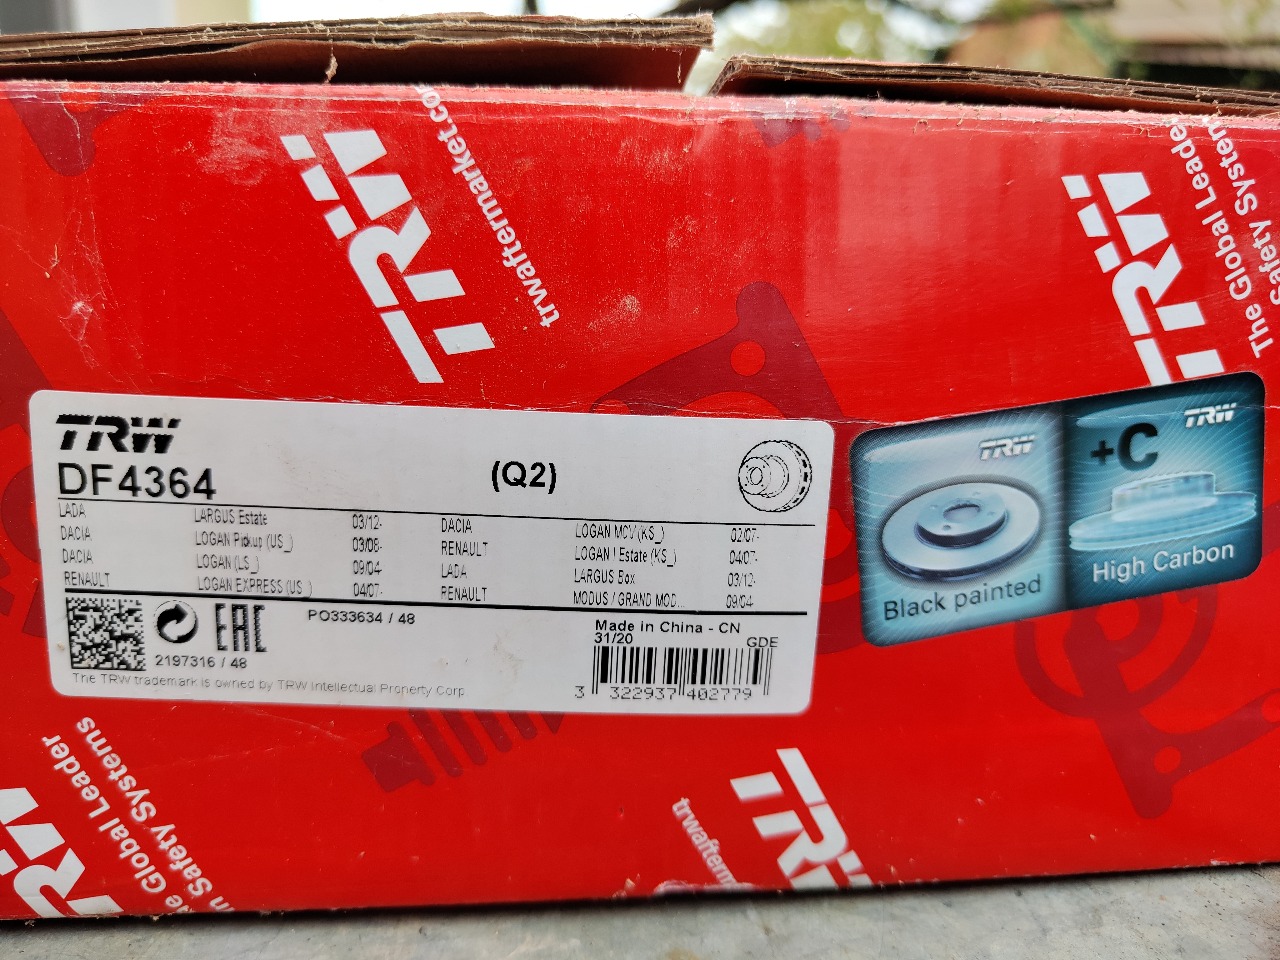 TRW
trwaftermarket.co
TRW
The Global Leader
Safety Systems
TRW
DF4364
(Q2)
LADA LARGUS Estate 03/12- DACIA LOGAN MCV (KS_) 02/07-
DACIA LOGAN Pickup (US_) 03/08- RENAULT LOGAN I Estate (KS_) 04/07-
DACIA LOGAN (LS_) 09/04 LADA LARGUS Box 03/12-
RENAULT LOGAN EXPRESS (US_) 04/07- RENAULT MODUS / GRAND MOD... 09/04
EAC
PO333634 / 48
2197316 / 48
Made in China - CN
31/20
GDE
3 322937 402779
The TRW trademark is owned by TRW Intellectual Property Corp
TRW
Black painted
TRW
+C
High Carbon
TRW
The Global Leader
in Safety Systems
TRW
trwafterm